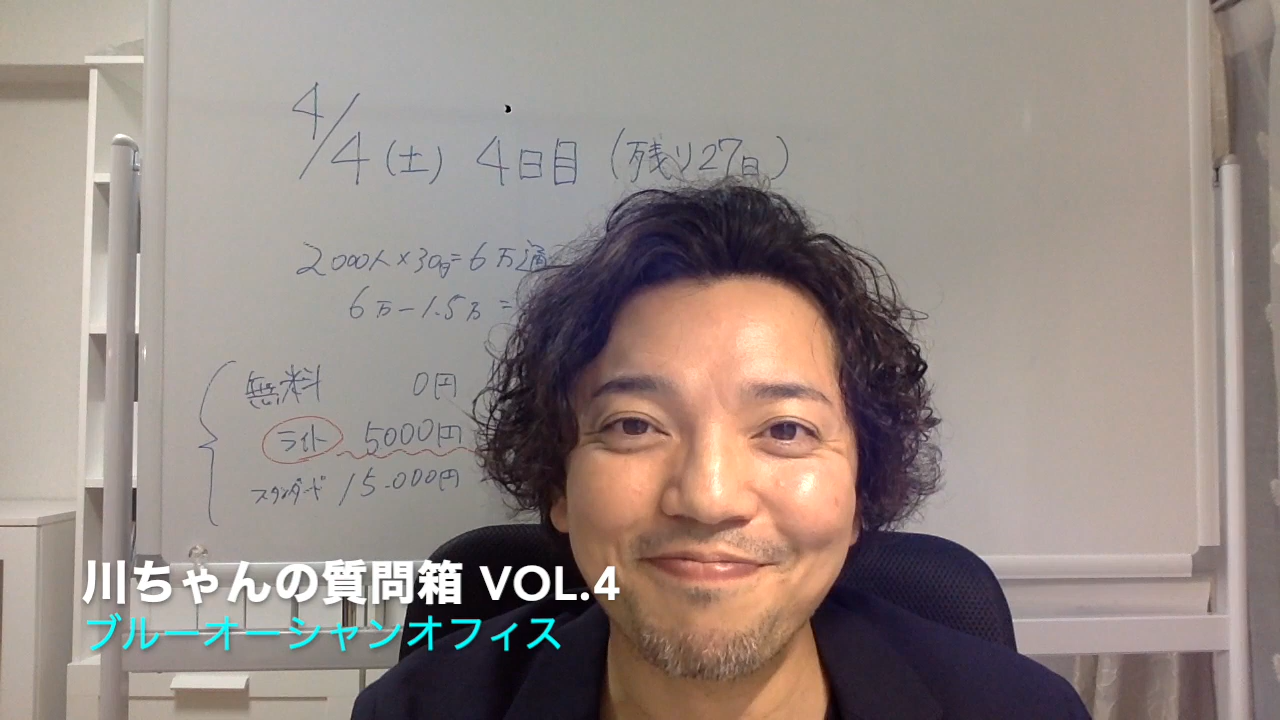 4/4(土) 4日目 (残り27日)
2000人×30日=6万通
6万-1.5万=
無料 0円
ライト 5000円
スタンダード 15.000円
川ちゃんの質問箱 VOL.4
ブルーオーシャンオフィス